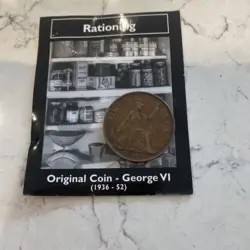 Rationing
Original Coin - George VI
(1936 - 52)